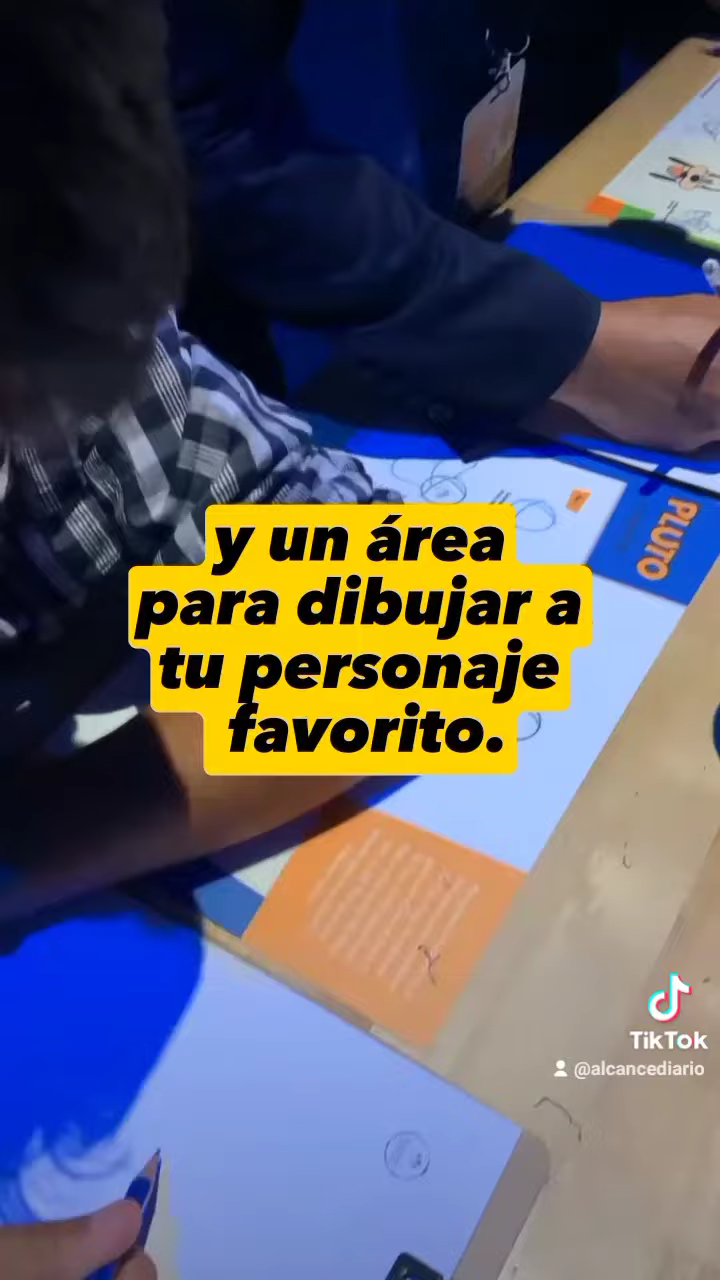 PLUTO
y un área
para dibujar a
tu personaje
favorito.
TikTok
@alcancediario